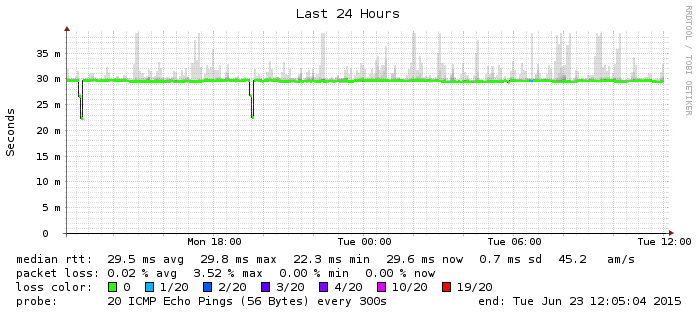 Last 24 Hours
RRDTOOL / TOBI OETIKER
Seconds
35 m
30 m
25 m
20 m
15 m
10 m
5 m
0
Mon 18:00 Tue 00:00 Tue 06:00 Tue 12:00
median rtt: 29.5 ms avg 29.8 ms max 22.3 ms min 29.6 ms now 0.7 ms sd 45.2 am/s
packet loss: 0.02 % avg 3.52 % max 0.00 % min 0.00 % now
loss color: 0 1/20 2/20 3/20 4/20 10/20 19/20
probe: 20 ICMP Echo Pings (56 Bytes) every 300s end: Tue Jun 23 12:05:04 2015